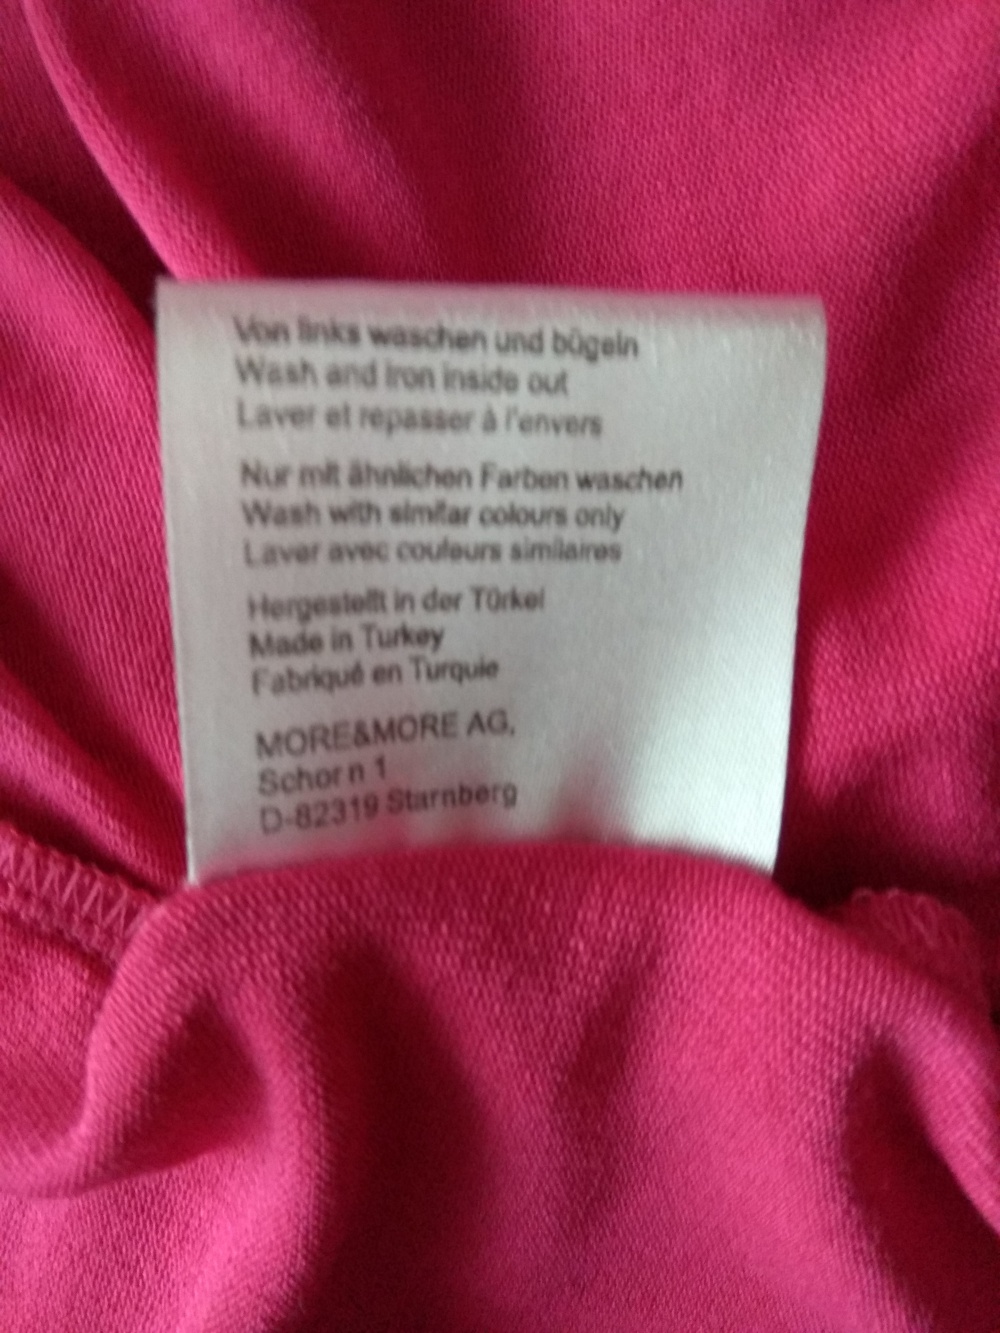 Von links waschen und bügeln
Wash and iron inside out
Laver et repasser à l'envers
Nur mit ähnlichen Farben waschen
Wash with similar colours only
Laver avec couleurs similaires
Hergestellt in der Türkei
Made in Turkey
Fabriqué en Turquie
MORE&MORE AG,
Schorn 1
D-82319 Starnberg